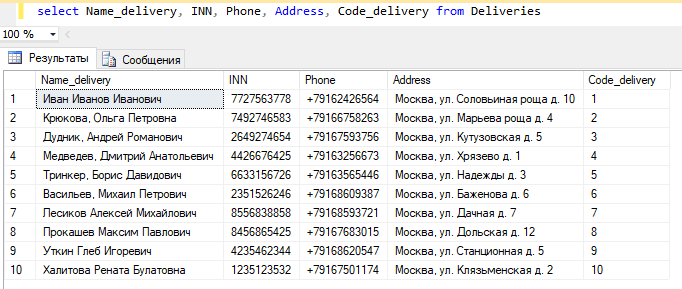 select Name_delivery, INN, Phone, Address, Code_delivery from Deliveries
100 %
Результаты Сообщения
Name_delivery INN Phone Address Code_delivery
1 Иван Иванов Иванович 7727563778 +79162426564 Москва, ул. Соловьиная роща д. 10 1
2 Крюкова, Ольга Петровна 7492746583 +79166758263 Москва, ул. Марьева роща д. 4 2
3 Дудник, Андрей Романович 2649274654 +79167593756 Москва, ул. Кутузовская д. 5 3
4 Медведев, Дмитрий Анатольевич 4426676425 +79163256673 Москва, ул. Хрязево д. 1 4
5 Тринкер, Борис Давидович 6633156726 +79163565446 Москва, ул. Надежды д. 3 5
6 Васильев, Михаил Петрович 2351526246 +79168609387 Москва, ул. Баженова д. 6 6
7 Лесиков Алексей Михайлович 8556838858 +79168593721 Москва, ул. Дачная д. 7 7
8 Прокашев Максим Павлович 8456865425 +79167683015 Москва, ул. Дольская д. 12 8
9 Уткин Глеб Игоревич 4235462344 +79168620547 Москва, ул. Станционная д. 5 9
10 Халитова Рената Булатовна 1235123532 +79167501174 Москва, ул. Клязьменская д. 2 10